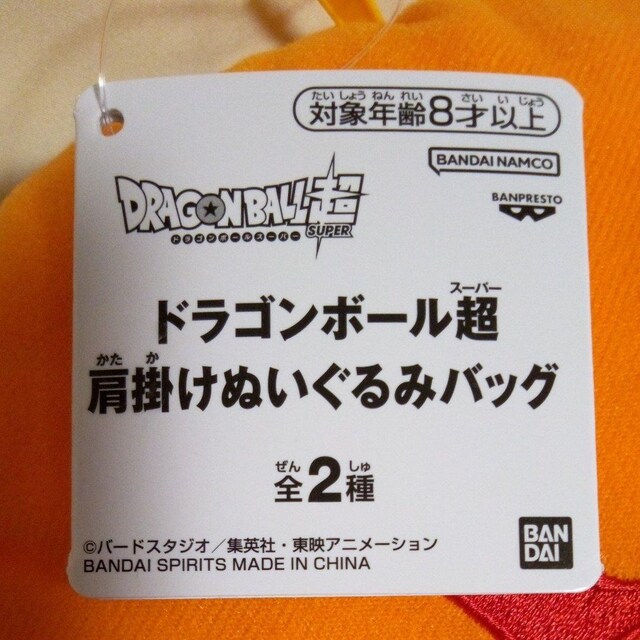 たいしょうねんれい さいいじょう
対象年齢8才以上
BANDAI NAMCO
BANPRESTO
DRAGONBALL超
SUPER
ドラゴンボールスーパー
スーパー
ドラゴンボール超
かた か
肩掛けぬいぐるみバッグ
ぜん しゅ
全2種
©バードスタジオ/集英社・東映アニメーション
BANDAI SPIRITS MADE IN CHINA
BAN
DAI